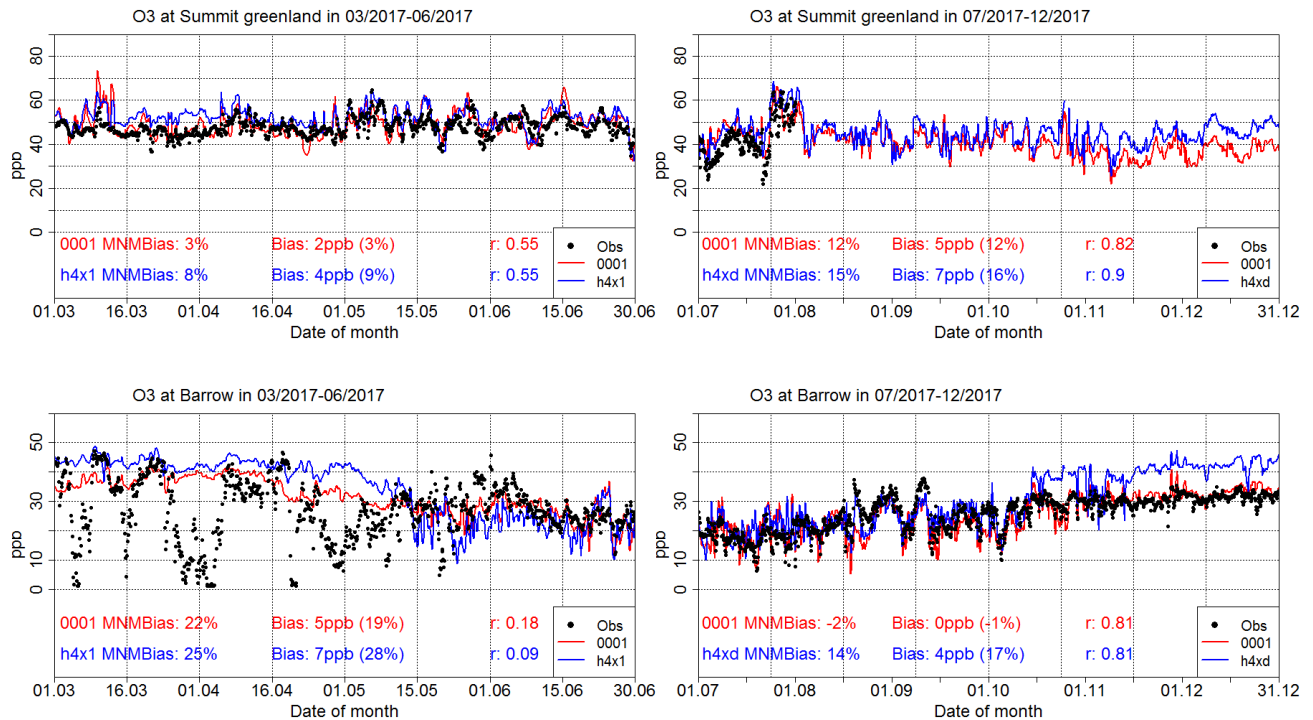 O3 at Summit greenland in 03/2017-06/2017
ppb
80
60
40
20
0
0001 MNMBias: 3% Bias: 2ppb (3%) r: 0.55
h4x1 MNMBias: 8% Bias: 4ppb (9%) r: 0.55
Obs
0001
h4x1
01.03 16.03 01.04 16.04 01.05 15.05 01.06 15.06 30.06
Date of month
O3 at Summit greenland in 07/2017-12/2017
ppb
80
60
40
20
0
0001 MNMBias: 12% Bias: 5ppb (12%) r: 0.82
h4xd MNMBias: 15% Bias: 7ppb (16%) r: 0.9
Obs
0001
h4xd
01.07 01.08 01.09 01.10 01.11 01.12 31.12
Date of month
O3 at Barrow in 03/2017-06/2017
ppb
50
30
10
0
0001 MNMBias: 22% Bias: 5ppb (19%) r: 0.18
h4x1 MNMBias: 25% Bias: 7ppb (28%) r: 0.09
Obs
0001
h4x1
01.03 16.03 01.04 16.04 01.05 15.05 01.06 15.06 30.06
Date of month
O3 at Barrow in 07/2017-12/2017
ppb
50
30
10
0
0001 MNMBias: -2% Bias: 0ppb (-1%) r: 0.81
h4xd MNMBias: 14% Bias: 4ppb (17%) r: 0.81
Obs
0001
h4xd
01.07 01.08 01.09 01.10 01.11 01.12 31.12
Date of month